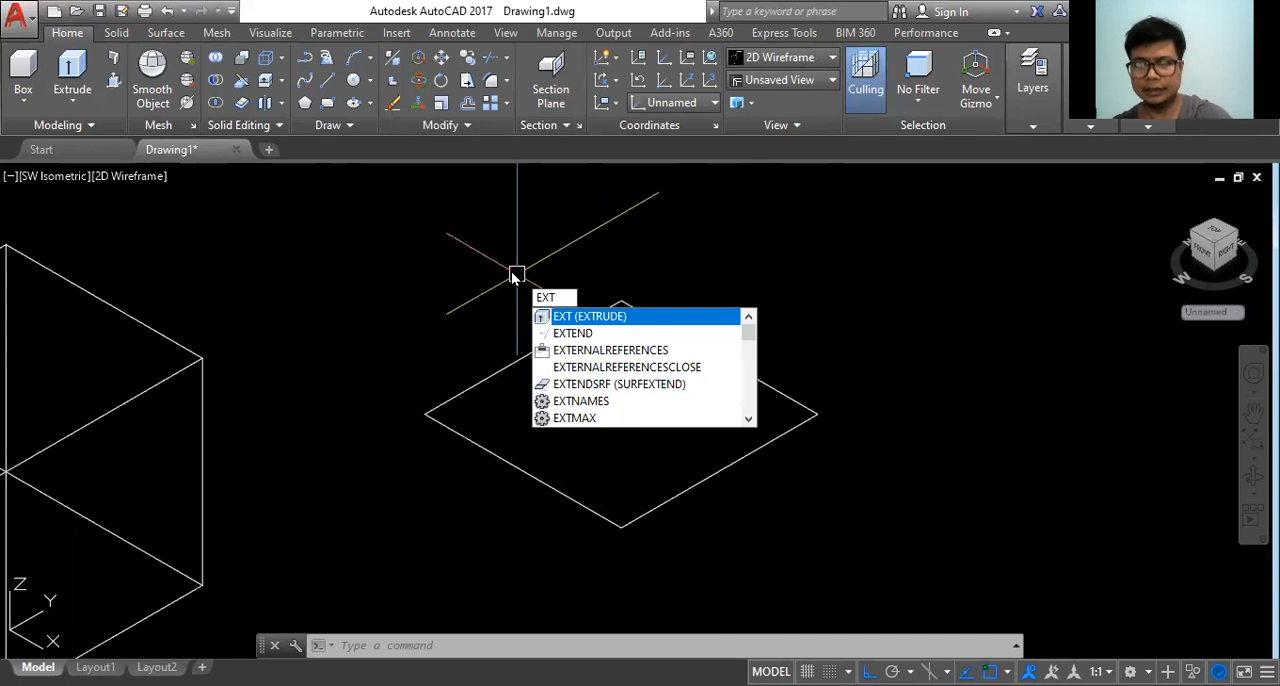 Autodesk AutoCAD 2017 Drawing1.dwg
Type a keyword or phrase
Sign In
Home Solid Surface Mesh Visualize Parametric Insert Annotate View Manage Output Add-ins A360 Express Tools BIM 360 Performance
Box
Extrude
Smooth
Object
Section
Plane
2D Wireframe
Unsaved View
Unnamed
Culling
No Filter
Move
Gizmo
Layers
Modeling Mesh Solid Editing Draw Modify Section Coordinates View Selection
Start Drawing1*
[−][SW Isometric][2D Wireframe]
TOP
N
E
W
S
Unnamed
EXT
EXT (EXTRUDE)
EXTEND
EXTERNALREFERENCES
EXTERNALREFERENCESCLOSE
EXTENDSRF (SURFEXTEND)
EXTNAMES
EXTMAX
Z
Y
X
Type a command
Model Layout1 Layout2
MODEL 1:1